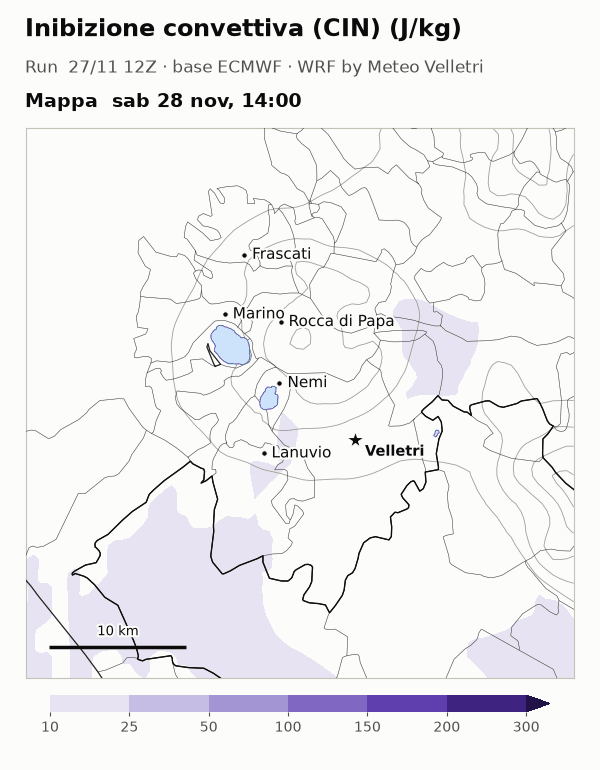 Inibizione convettiva (CIN) (J/kg)
Run  27/11 12Z · base ECMWF · WRF by Meteo Velletri
Mappa  sab 28 nov, 14:00
Frascati
Marino
Rocca di Papa
Nemi
Velletri
Lanuvio
10 km
10 25 50 100 150 200 300